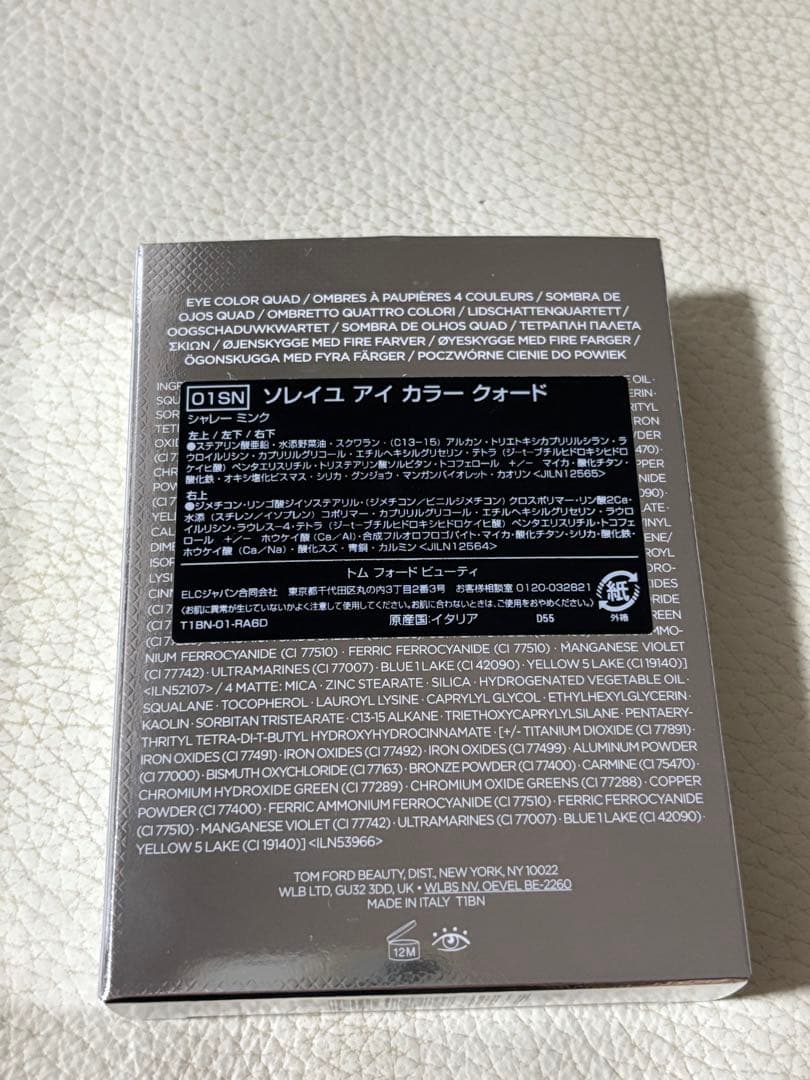 EYE COLOR QUAD / OMBRES À PAUPIÈRES 4 COULEURS / SOMBRA DE
OJOS QUAD / OMBRETTO QUATTRO COLORI / LIDSCHATTENQUARTETT /
OOGSCHADUWKWARTET / SOMBRA DE OLHOS QUAD / ΤΕΤΡΑΠΛΗ ΠΑΛΕΤΑ
ΣΚΙΩΝ / ØJENSKYGGE MED FIRE FARVER / ØYESKYGGE MED FIRE FARGER /
ÖGONSKUGGA MED FYRA FÄRGER / POCZWÓRNE CIENIE DO POWIEK
01SN ソレイユ アイ カラー クォード
シャレー ミンク
左上 / 左下 / 右下
●ステアリン酸亜鉛・水添野菜油・スクワラン・(C13-15) アルカン・トリエトキシカプリリルシラン・ラ
ウロイルリシン・カプリリルグリコール・エチルヘキシルグリセリン・テトラ (ジ-t-ブチルヒドロキシヒドロ
ケイヒ酸) ペンタエリスリチル・トリステアリン酸ソルビタン・トコフェロール +/- マイカ・酸化チタン・
酸化鉄・オキシ塩化ビスマス・シリカ・グンジョウ・マンガンバイオレット・カオリン <JILN12565>
右上
●ジメチコン・リンゴ酸ジイソステアリル・(ジメチコン/ビニルジメチコン) クロスポリマー・リン酸2Ca・
水添 (スチレン/イソプレン) コポリマー・カプリリルグリコール・エチルヘキシルグリセリン・ラウロ
イルリシン・ラウレス-4・テトラ (ジ-t-ブチルヒドロキシヒドロケイヒ酸) ペンタエリスリチル・トコフェ
ロール +/- ホウケイ酸 (Ca/Al)・合成フルオロフロゴパイト・マイカ・酸化チタン・シリカ・酸化鉄・
ホウケイ酸 (Ca/Na)・酸化スズ・青銅・カルミン <JILN12564>
トム フォード ビューティ
ELCジャパン合同会社 東京都千代田区丸の内3丁目2番3号 お客様相談室 0120-032821
(お肌に異常が生じていないかよく注意して使用してください。お肌に合わないときは、ご使用をおやめください。)
T1BN-01-RA6D 原産国:イタリア D55
紙
外箱
NIUM FERROCYANIDE (CI 77510) · FERRIC FERROCYANIDE (CI 77510) · MANGANESE VIOLET
(CI 77742) · ULTRAMARINES (CI 77007) · BLUE 1 LAKE (CI 42090) · YELLOW 5 LAKE (CI 19140)]
<ILN52107> / 4 MATTE: MICA · ZINC STEARATE · SILICA · HYDROGENATED VEGETABLE OIL ·
SQUALANE · TOCOPHEROL · LAUROYL LYSINE · CAPRYLYL GLYCOL · ETHYLHEXYLGLYCERIN ·
KAOLIN · SORBITAN TRISTEARATE · C13-15 ALKANE · TRIETHOXYCAPRYLYLSILANE · PENTAERY-
THRITYL TETRA-DI-T-BUTYL HYDROXYHYDROCINNAMATE · [+/- TITANIUM DIOXIDE (CI 77891) ·
IRON OXIDES (CI 77491) · IRON OXIDES (CI 77492) · IRON OXIDES (CI 77499) · ALUMINUM POWDER
(CI 77000) · BISMUTH OXYCHLORIDE (CI 77163) · BRONZE POWDER (CI 77400) · CARMINE (CI 75470) ·
CHROMIUM HYDROXIDE GREEN (CI 77289) · CHROMIUM OXIDE GREENS (CI 77288) · COPPER
POWDER (CI 77400) · FERRIC AMMONIUM FERROCYANIDE (CI 77510) · FERRIC FERROCYANIDE
(CI 77510) · MANGANESE VIOLET (CI 77742) · ULTRAMARINES (CI 77007) · BLUE 1 LAKE (CI 42090) ·
YELLOW 5 LAKE (CI 19140)] <ILN53966>
TOM FORD BEAUTY, DIST., NEW YORK, NY 10022
WLB LTD, GU32 3DD, UK • WLBS NV. OEVEL BE-2260
MADE IN ITALY T1BN
12M